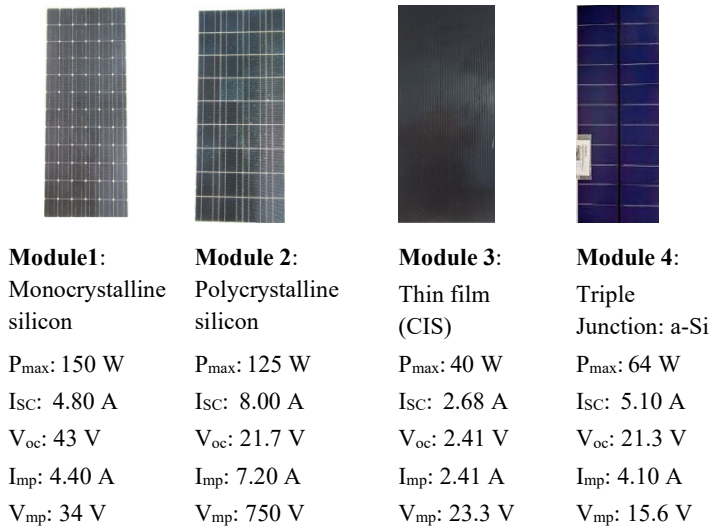 Module1: Module 2: Module 3: Module 4:
Monocrystalline Polycrystalline Thin film Triple
silicon silicon (CIS) Junction: a-Si
Pmax: 150 W Pmax: 125 W Pmax: 40 W Pmax: 64 W
ISC: 4.80 A ISC: 8.00 A ISC: 2.68 A ISC: 5.10 A
Voc: 43 V Voc: 21.7 V Voc: 2.41 V Voc: 21.3 V
Imp: 4.40 A Imp: 7.20 A Imp: 2.41 A Imp: 4.10 A
Vmp: 34 V Vmp: 750 V Vmp: 23.3 V Vmp: 15.6 V